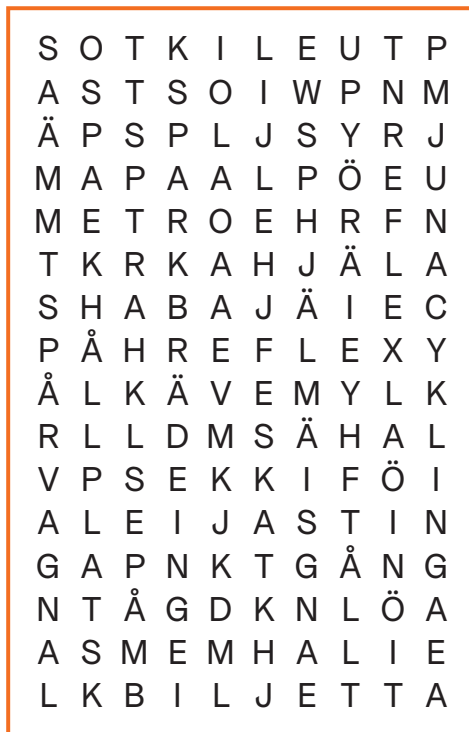 S O T K I L E U T P
A S T S O I W P N M
Ä P S P L J S Y R J
M A P A A L P Ö E U
M E T R O E H R F N
T K R K A H J Ä L A
S H A B A J Ä I E C
P Å H R E F L E X Y
Å L K Ä V E M Y L K
R L L D M S Ä H A L
V P S E K K I F Ö I
A L E I J A S T I N
G A P N K T G Å N G
N T Å G D K N L Ö A
A S M E M H A L I E
L K B I L J E T T A